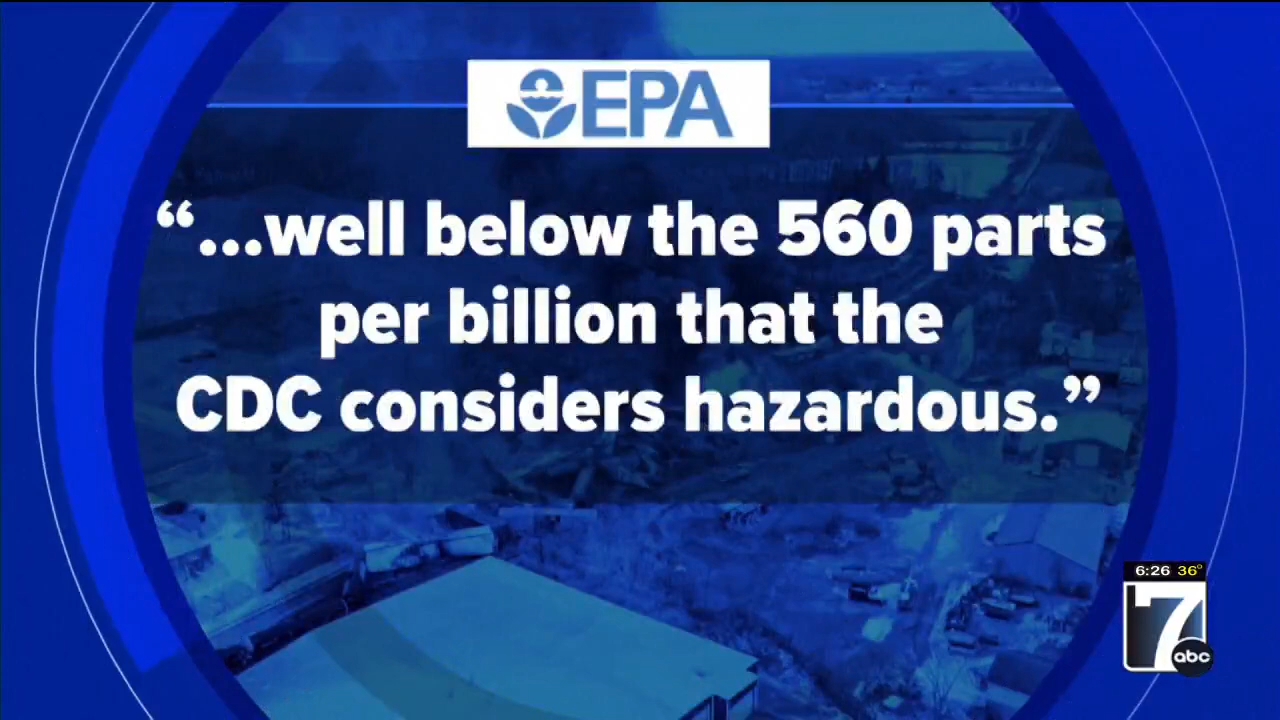 EPA
“...well below the 560 parts
per billion that the
CDC considers hazardous.”
6:26 36°
7
abc